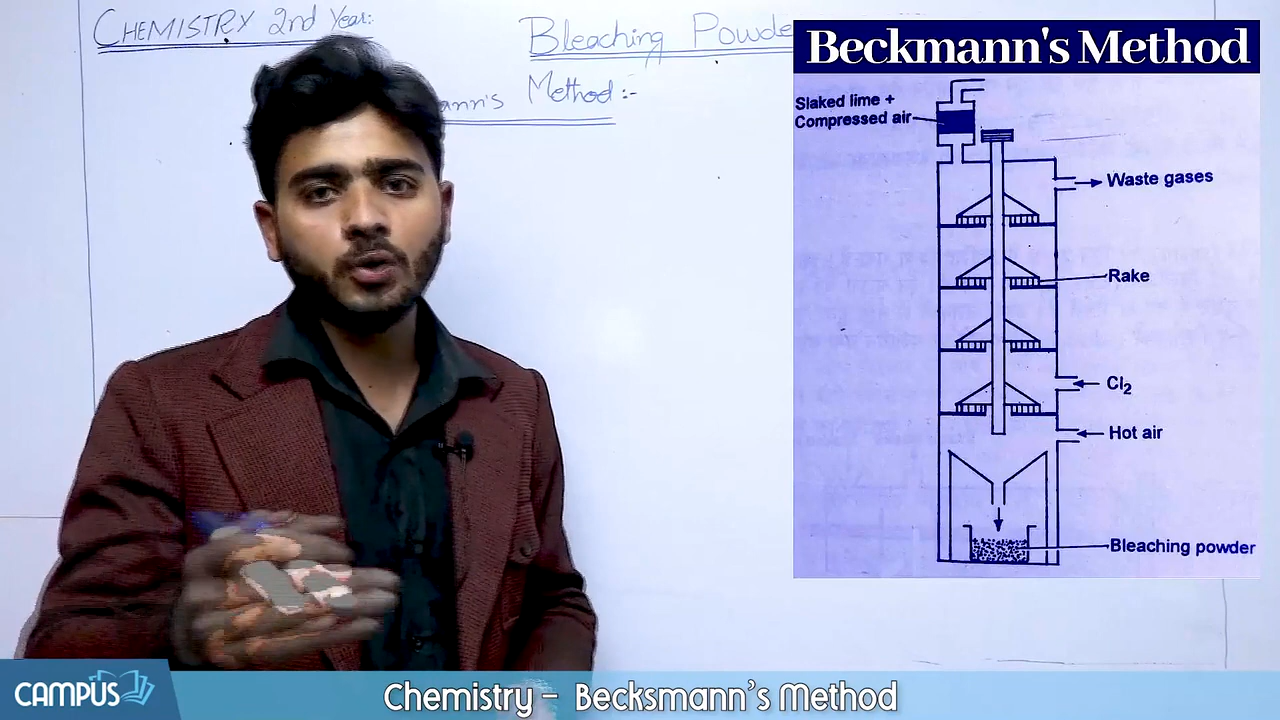 CHEMISTRY 2nd Year:
Bleaching Powde
ann's Method :-
Beckmann's Method
Slaked lime +
Compressed air
Waste gases
Rake
Cl₂
Hot air
Bleaching powder
CAMPUS
Chemistry - Becksmann's Method